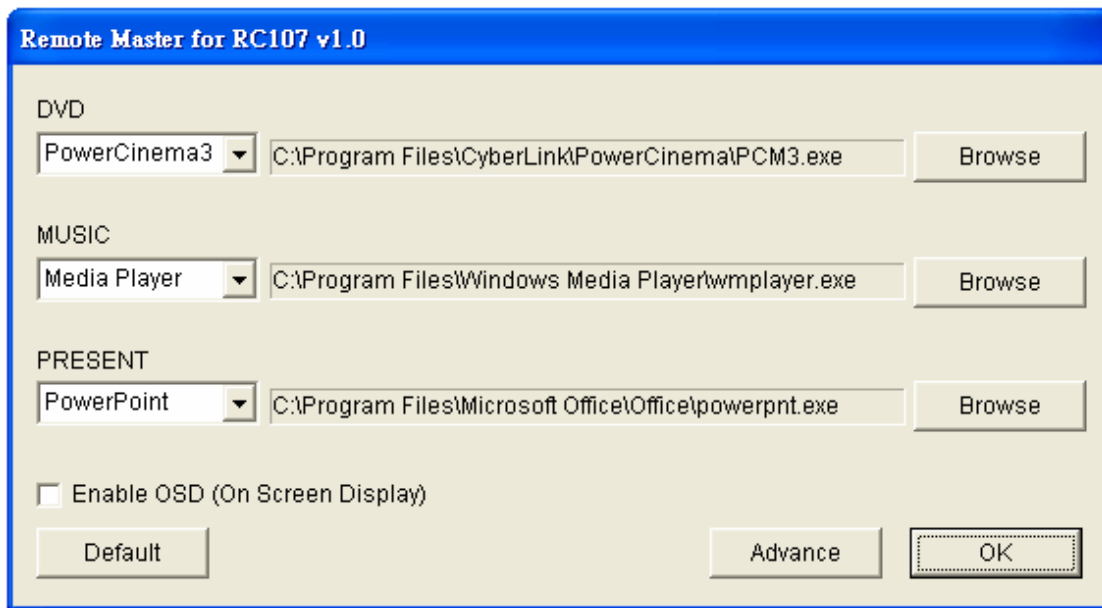 Remote Master for RC107 v1.0
DVD
PowerCinema3 C:\Program Files\CyberLink\PowerCinema\PCM3.exe Browse
MUSIC
Media Player C:\Program Files\Windows Media Player\wmplayer.exe Browse
PRESENT
PowerPoint C:\Program Files\Microsoft Office\Office\powerpnt.exe Browse
Enable OSD (On Screen Display)
Default Advance OK